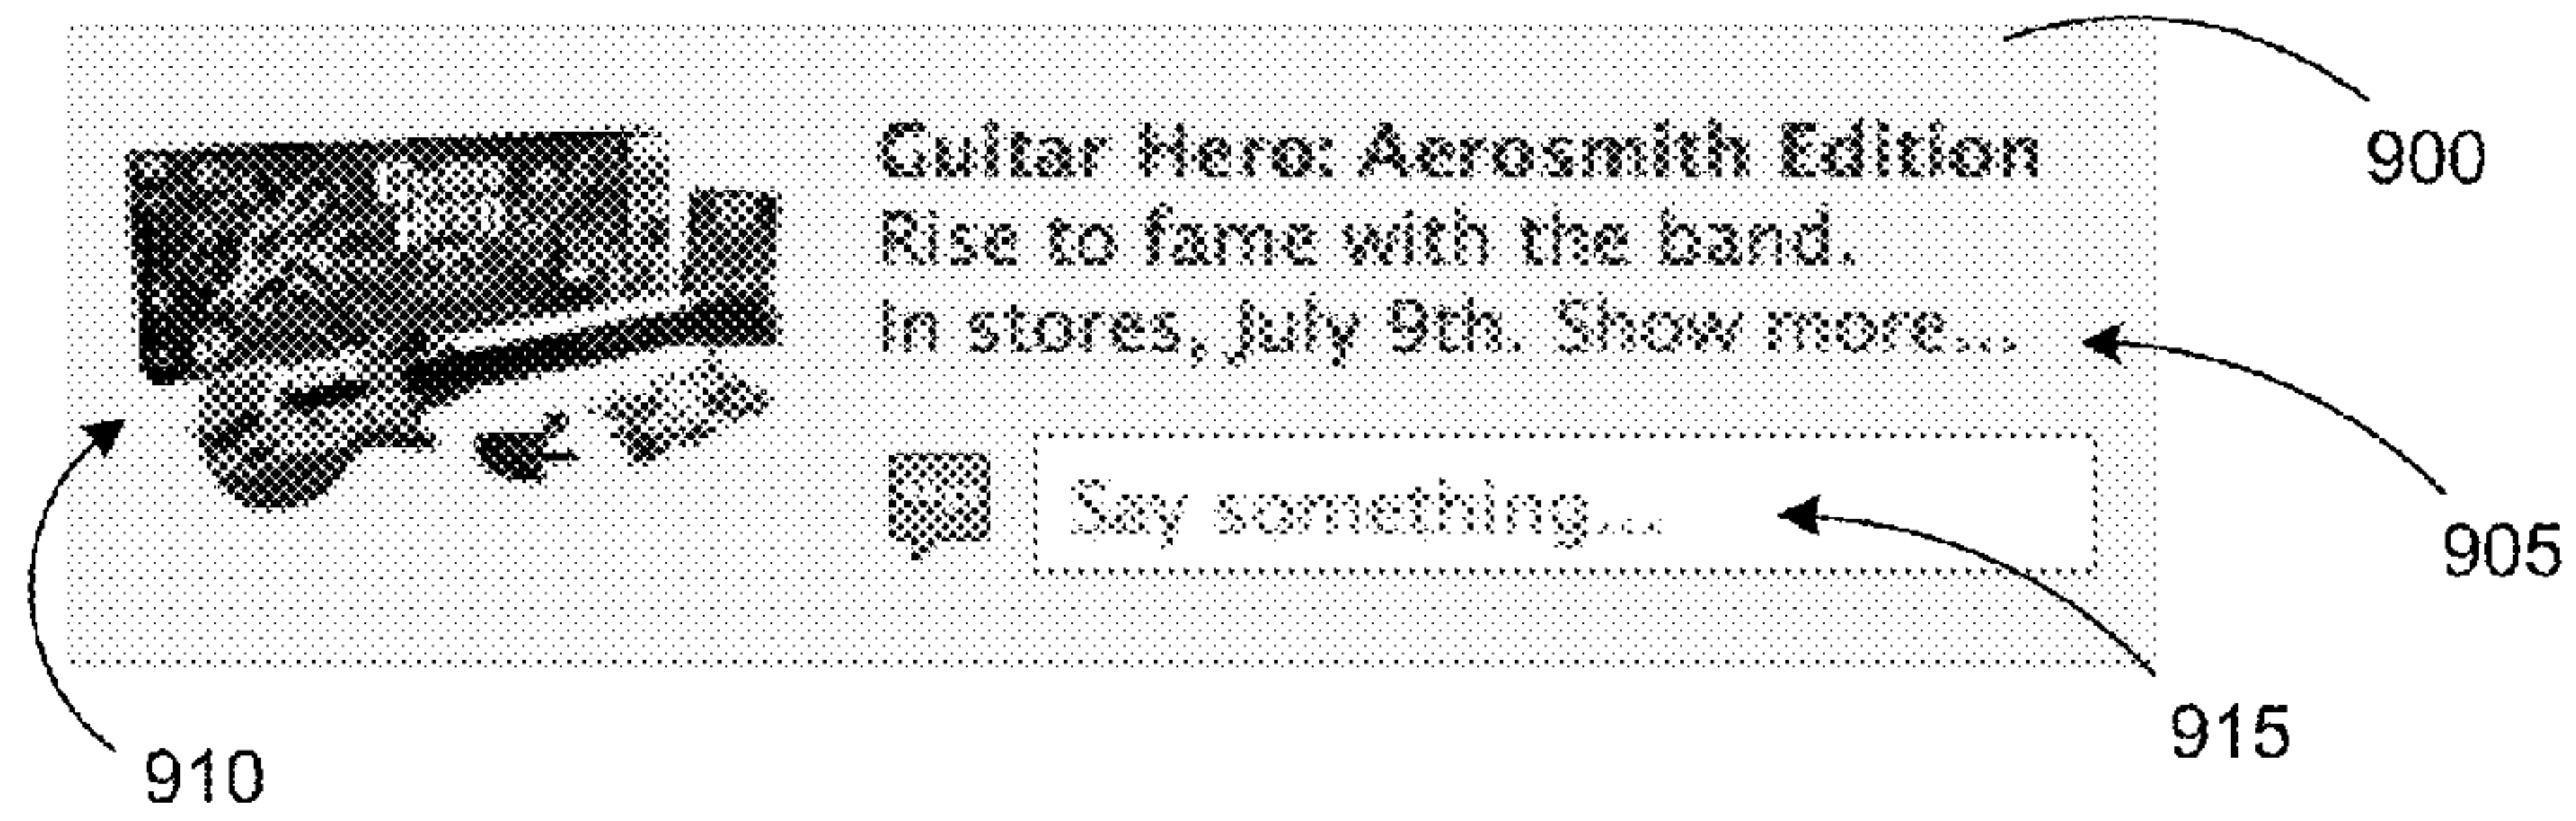 Guitar Hero: Aerosmith Edition
900
Rise to fame with the band.
In stores, July 9th. Show more...
905
Say something...
915
910